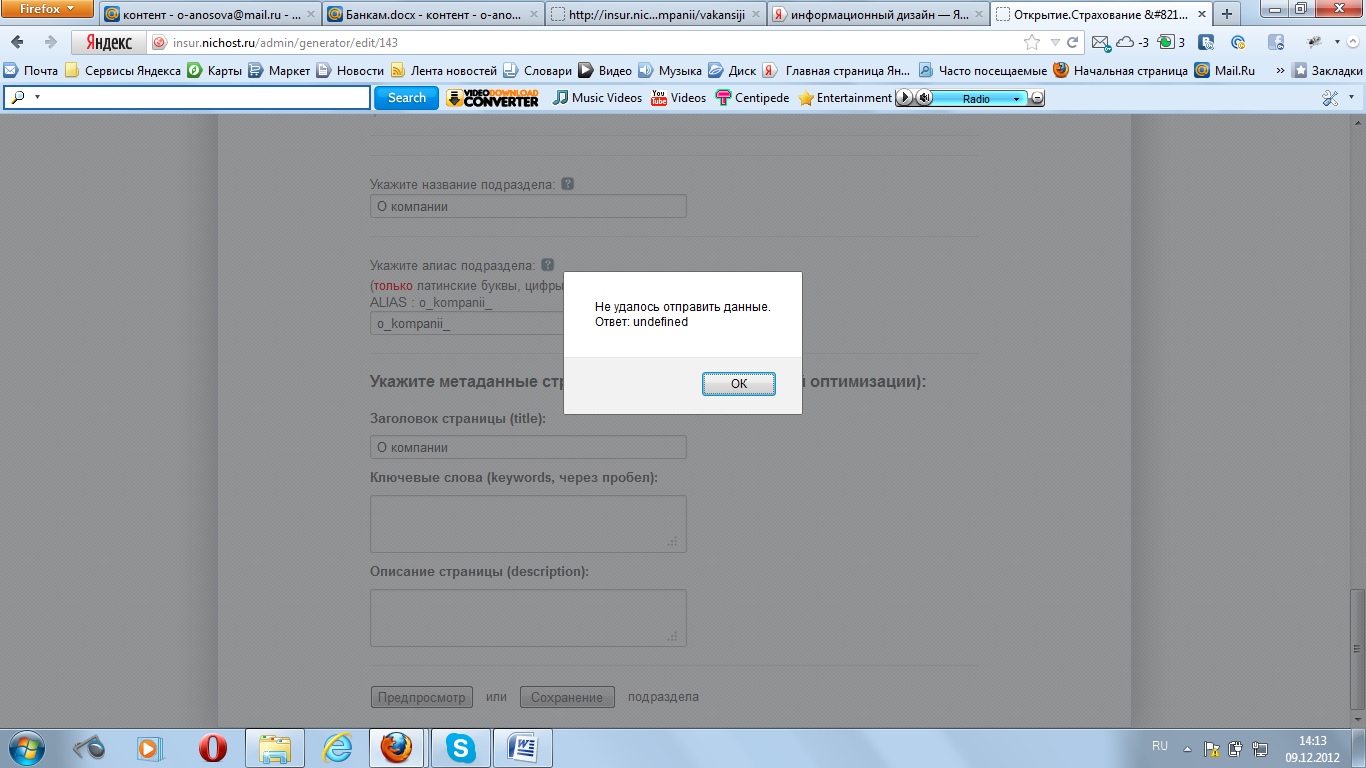 Firefox
контент - o-anosova@mail.ru - ...
Банкам.docx - контент - o-ano...
http://insur.nic...mpanii/vakansiji
информационный дизайн — Я...
Открытие.Страхование &#821...
Яндекс
insur.nichost.ru/admin/generator/edit/143
-3
3
Почта
Сервисы Яндекса
Карты
Маркет
Новости
Лента новостей
Словари
Видео
Музыка
Диск
Главная страница Ян...
Часто посещаемые
Начальная страница
Mail.Ru
»
Закладки
Search
VIDEO DOWNLOAD CONVERTER
Music Videos
Videos
Centipede
Entertainment
Radio
Укажите название подраздела: ?
О компании
Укажите алиас подраздела: ?
(только латинские буквы, цифры
ALIAS : o_kompanii_
o_kompanii_
Не удалось отправить данные.
Ответ: undefined
OK
Укажите метаданные стр
й оптимизации):
Заголовок страницы (title):
О компании
Ключевые слова (keywords, через пробел):
Описание страницы (description):
Предпросмотр или Сохранение подраздела
RU
14:13
09.12.2012